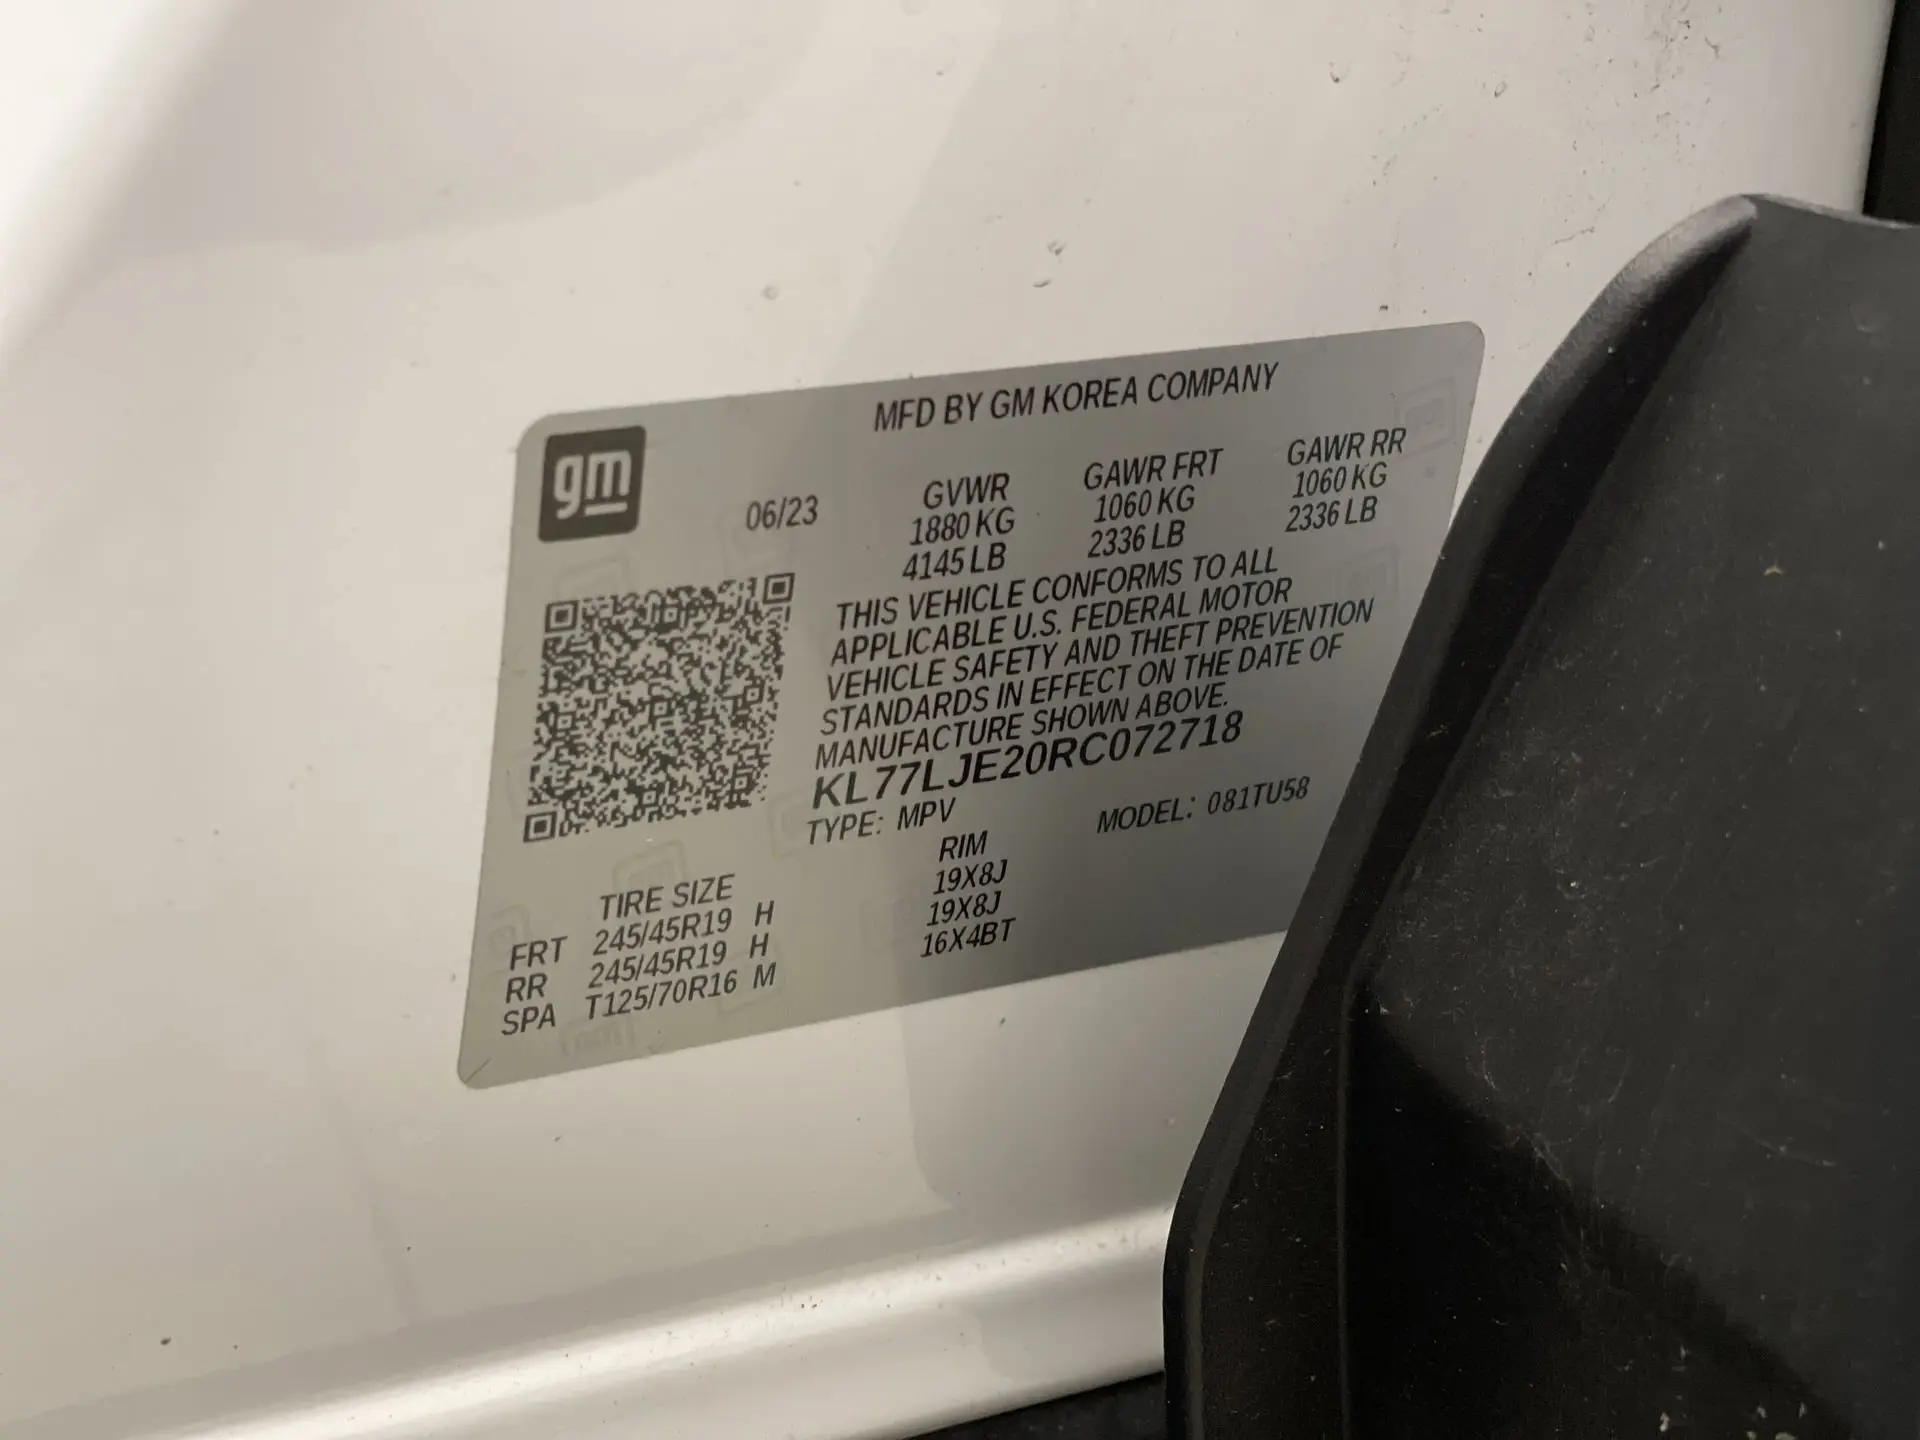 MFD BY GM KOREA COMPANY
gm
06/23
GVWR GAWR FRT GAWR RR
1880 KG 1060 KG 1060 KG
4145 LB 2336 LB 2336 LB
THIS VEHICLE CONFORMS TO ALL
APPLICABLE U.S. FEDERAL MOTOR
VEHICLE SAFETY AND THEFT PREVENTION
STANDARDS IN EFFECT ON THE DATE OF
MANUFACTURE SHOWN ABOVE.
KL77LJE20RC072718
TYPE: MPV MODEL: 081TU58
TIRE SIZE RIM
FRT 245/45R19 H 19X8J
RR 245/45R19 H 19X8J
SPA T125/70R16 M 16X4BT